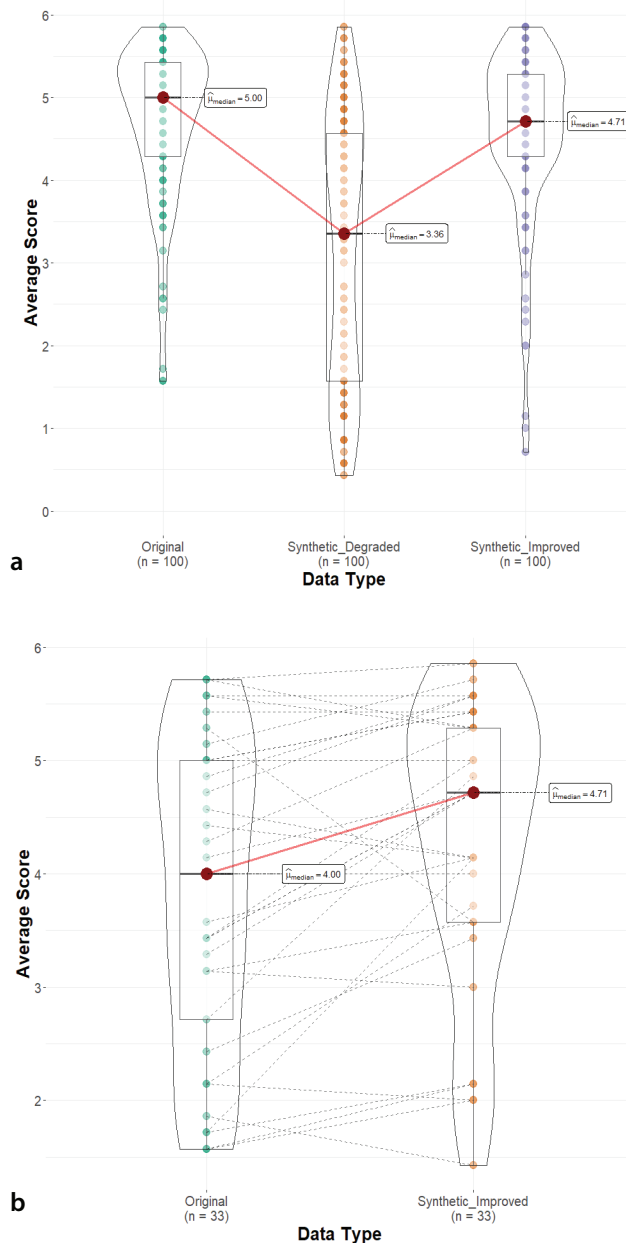 6
5
4
3
2
1
0
Average Score
μ̂median = 5.00
μ̂median = 3.36
μ̂median = 4.71
Original
(n = 100)
Synthetic_Degraded
(n = 100)
Synthetic_Improved
(n = 100)
Data Type
a
6
5
4
3
2
Average Score
μ̂median = 4.00
μ̂median = 4.71
Original
(n = 33)
Synthetic_Improved
(n = 33)
Data Type
b